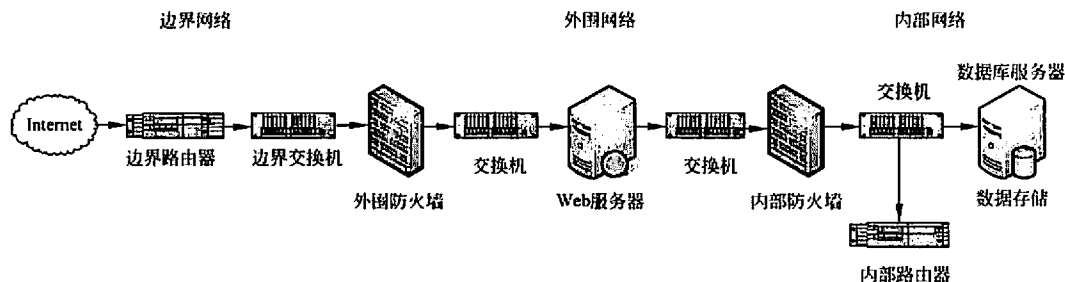 边界网络
外围网络
内部网络
Internet
边界路由器
边界交换机
外围防火墙
交换机
Web服务器
交换机
内部防火墙
交换机
数据库服务器
数据存储
内部路由器